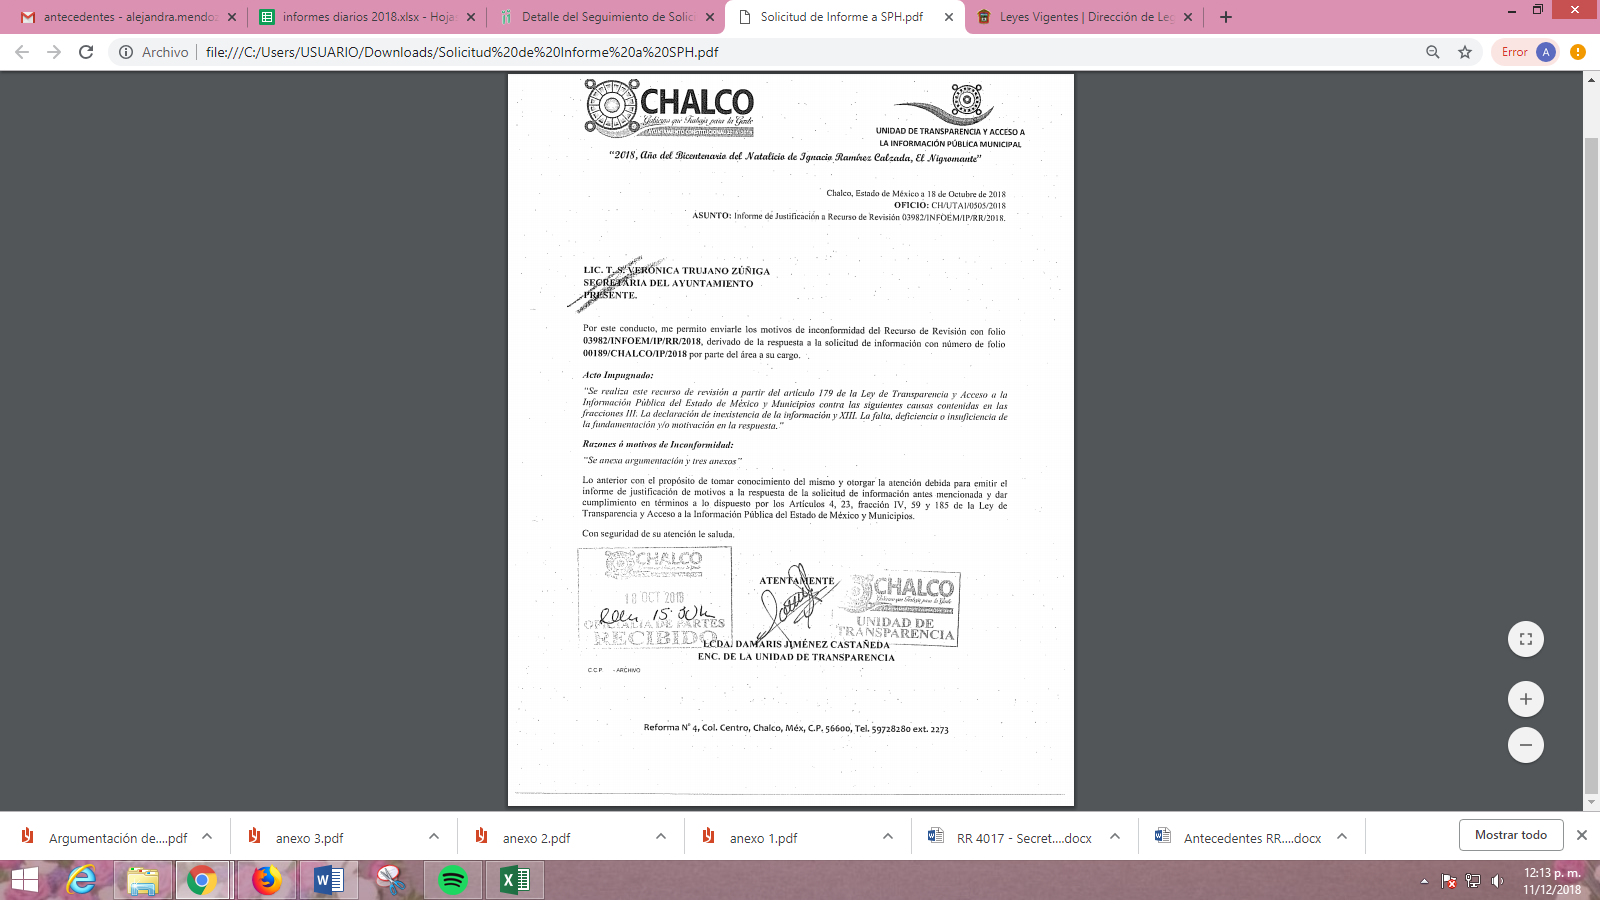 antecedentes - alejandra.mendoz
informes diarios 2018.xlsx - Hoja
Detalle del Seguimiento de Solici
Solicitud de Informe a SPH.pdf
Leyes Vigentes | Dirección de Leg
Archivo
file:///C:/Users/USUARIO/Downloads/Solicitud%20de%20Informe%20a%20SPH.pdf
Error
A
CHALCO
Gobierno que Trabaja para la Gente
UNIDAD DE TRANSPARENCIA Y ACCESO A
LA INFORMACIÓN PÚBLICA MUNICIPAL
"2018, Año del Bicentenario del Natalicio de Ignacio Ramírez Calzada, El Nigromante"
Chalco, Estado de México a 18 de Octubre de 2018
OFICIO: CH/UTAI/0505/2018
ASUNTO: Informe de Justificación a Recurso de Revisión 03982/INFOEM/IP/RR/2018.
LIC. T. S. VERÓNICA TRUJANO ZÚÑIGA
SECRETARIA DEL AYUNTAMIENTO
PRESENTE.
Por este conducto, me permito enviarle los motivos de inconformidad del Recurso de Revisión con folio
03982/INFOEM/IP/RR/2018, derivado de la respuesta a la solicitud de información con número de folio
00189/CHALCO/IP/2018 por parte del área a su cargo.
Acto Impugnado:
"Se realiza este recurso de revisión a partir del artículo 179 de la Ley de Transparencia y Acceso a la
Información Pública del Estado de México y Municipios contra las siguientes causas contenidas en las
fracciones III. La declaración de inexistencia de la información y XIII. La falta, deficiencia o insuficiencia de
la fundamentación y/o motivación en la respuesta."
Razones ó motivos de Inconformidad:
"Se anexa argumentación y tres anexos"
Lo anterior con el propósito de tomar conocimiento del mismo y otorgar la atención debida para emitir el
informe de justificación de motivos a la respuesta de la solicitud de información antes mencionada y dar
cumplimiento en términos a lo dispuesto por los Artículos 4, 23, fracción IV, 59 y 185 de la Ley de
Transparencia y Acceso a la Información Pública del Estado de México y Municipios.
Con seguridad de su atención le saluda.
CHALCO
18 OCT 2018
OFICIALIA DE PARTES
RECIBIDO
ATENTAMENTE
CHALCO
UNIDAD DE
TRANSPARENCIA
LCDA. DAMARIS JIMÉNEZ CASTAÑEDA
ENC. DE LA UNIDAD DE TRANSPARENCIA
C.C.P. - ARCHIVO
Reforma N° 4, Col. Centro, Chalco, Méx, C.P. 56600, Tel. 59728280 ext. 2273
Argumentación de....pdf
anexo 3.pdf
anexo 2.pdf
anexo 1.pdf
RR 4017 - Secret....docx
Antecedentes RR....docx
Mostrar todo
12:13 p. m.
11/12/2018